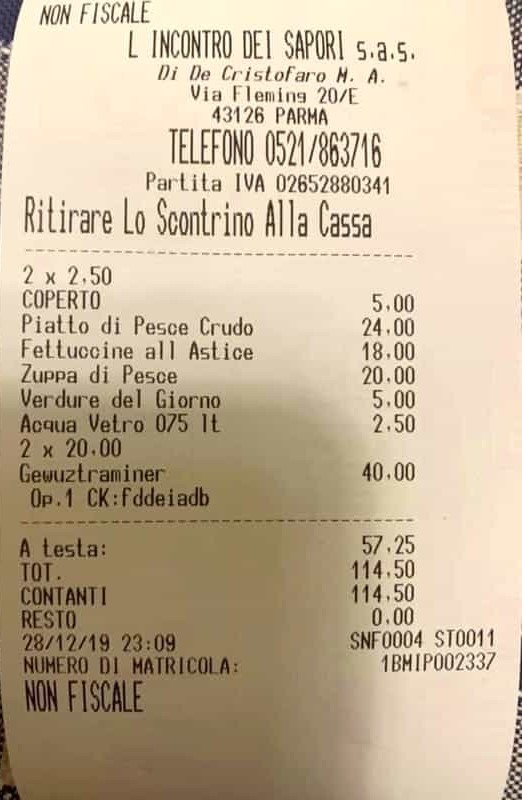 NON FISCALE
L INCONTRO DEI SAPORI s.a.s.
Di De Cristofaro M. A.
Via Fleming 20/E
43126 PARMA
TELEFONO 0521/863716
Partita IVA 02652880341
Ritirare Lo Scontrino Alla Cassa
2 x 2,50
COPERTO 5,00
Piatto di Pesce Crudo 24,00
Fettuccine all Astice 18,00
Zuppa di Pesce 20,00
Verdure del Giorno 5,00
Acqua Vetro 075 lt 2,50
2 x 20,00
Gewuztraminer 40,00
Op.1 CK:fddeiadb
A testa: 57,25
TOT. 114,50
CONTANTI 114,50
RESTO 0,00
28/12/19 23:09 SNF0004 ST0011
NUMERO DI MATRICOLA: 1BMIP002337
NON FISCALE